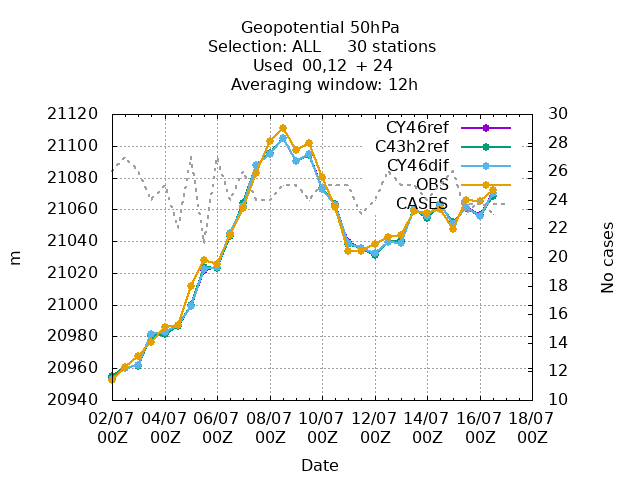 Geopotential 50hPa
Selection: ALL     30 stations
Used  00,12  + 24
Averaging window: 12h
21120
21100
21080
21060
21040
21020
21000
20980
20960
20940
30
28
26
24
22
20
18
16
14
12
10
CY46ref
C43h2ref
CY46dif
OBS
CASES
m
No cases
02/07 04/07 06/07 08/07 10/07 12/07 14/07 16/07 18/07
00Z 00Z 00Z 00Z 00Z 00Z 00Z 00Z 00Z
Date